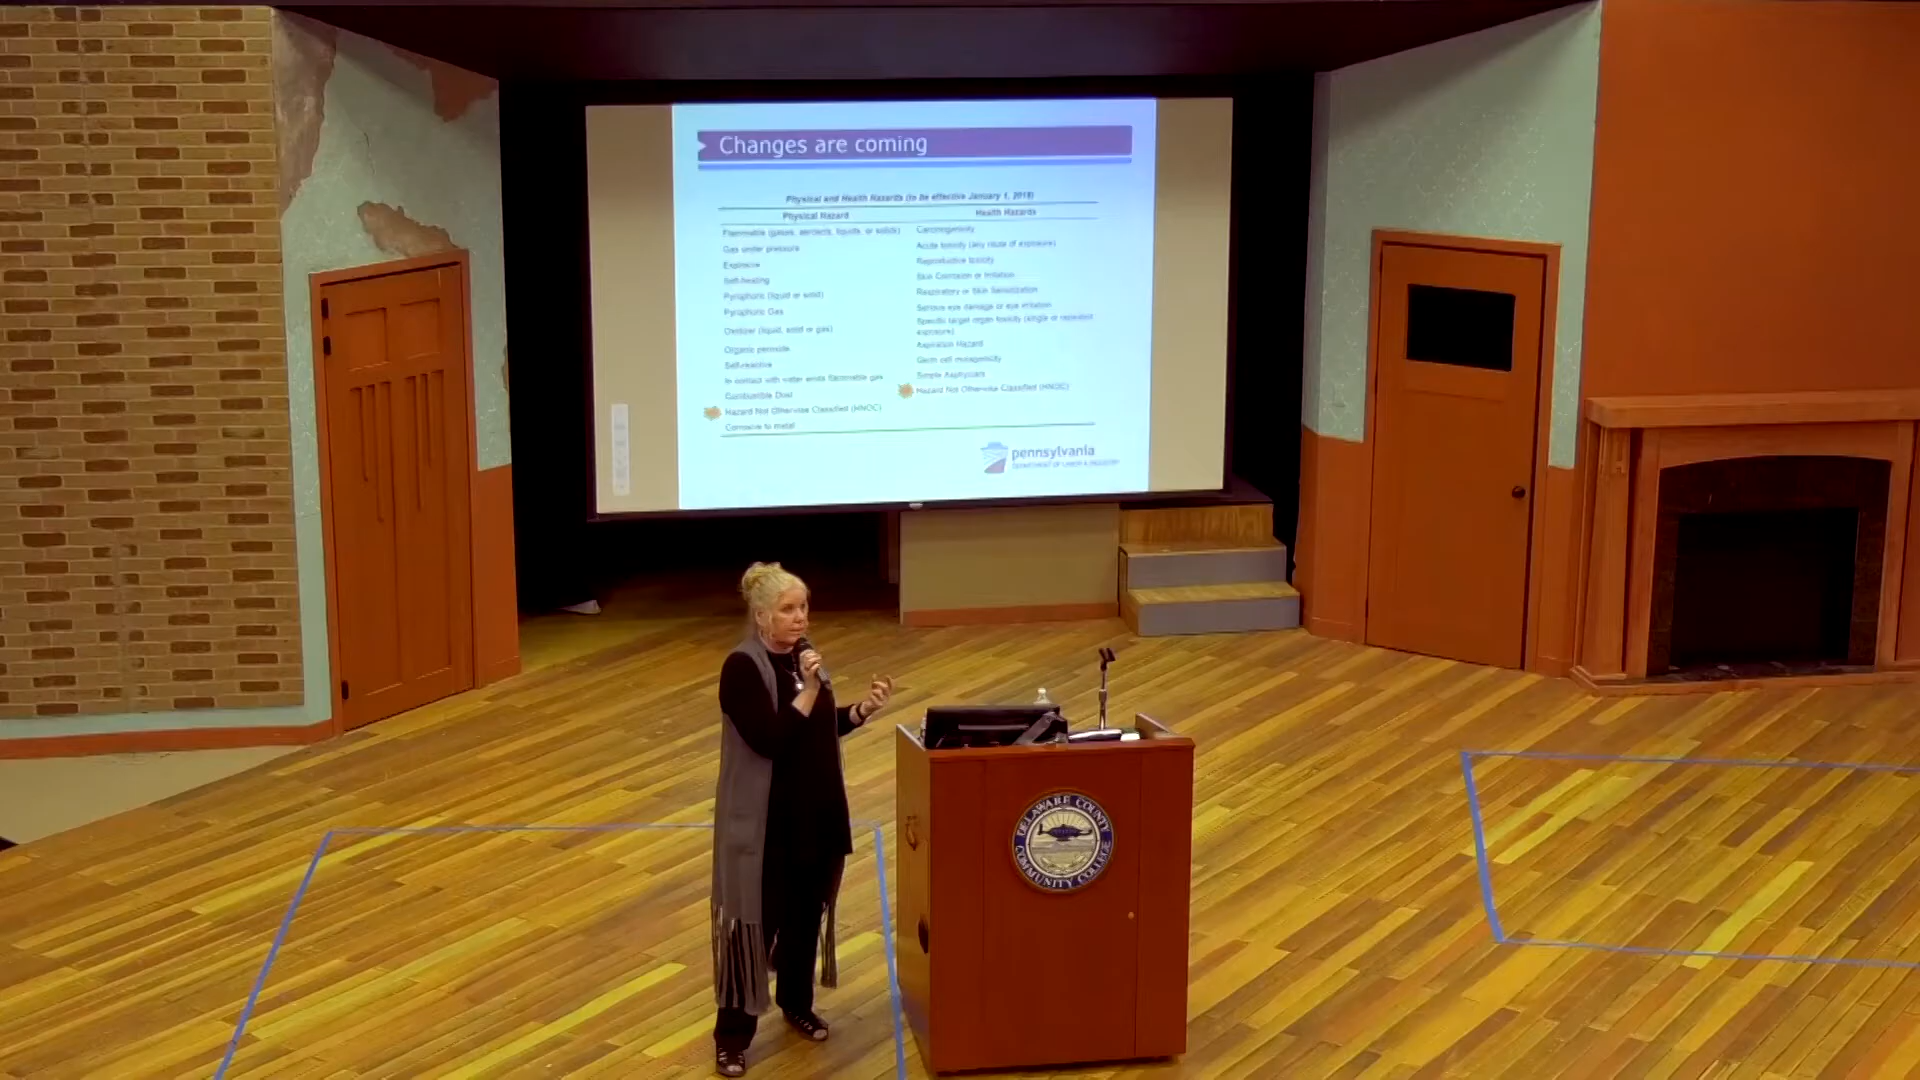 Changes are coming
Physical and Health Hazards (to be effective January 1, 2018)
Physical Hazard
Health Hazards
Flammable (gases, aerosols, liquids, or solids)
Gas under pressure
Explosive
Self-heating
Pyrophoric (liquid or solid)
Pyrophoric Gas
Oxidizer (liquid, solid or gas)
Organic peroxide
Self-reactive
In contact with water emits flammable gas
Combustible Dust
Hazard Not Otherwise Classified (HNOC)
Corrosive to metal
Carcinogenicity
Acute toxicity (any route of exposure)
Reproductive toxicity
Skin Corrosion or Irritation
Respiratory or Skin Sensitization
Serious eye damage or eye irritation
Specific target organ toxicity (single or repeated
exposure)
Aspiration Hazard
Germ cell mutagenicity
Simple Asphyxiant
Hazard Not Otherwise Classified (HNOC)
pennsylvania
DEPARTMENT OF LABOR & INDUSTRY
DELAWARE COUNTY
COMMUNITY COLLEGE